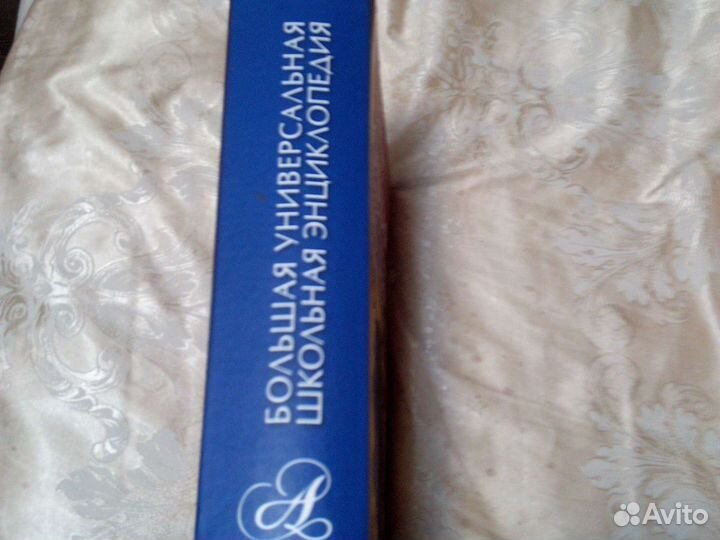 БОЛЬШАЯ УНИВЕРСАЛЬНАЯ
ШКОЛЬНАЯ ЭНЦИКЛОПЕДИЯ
А
Avito